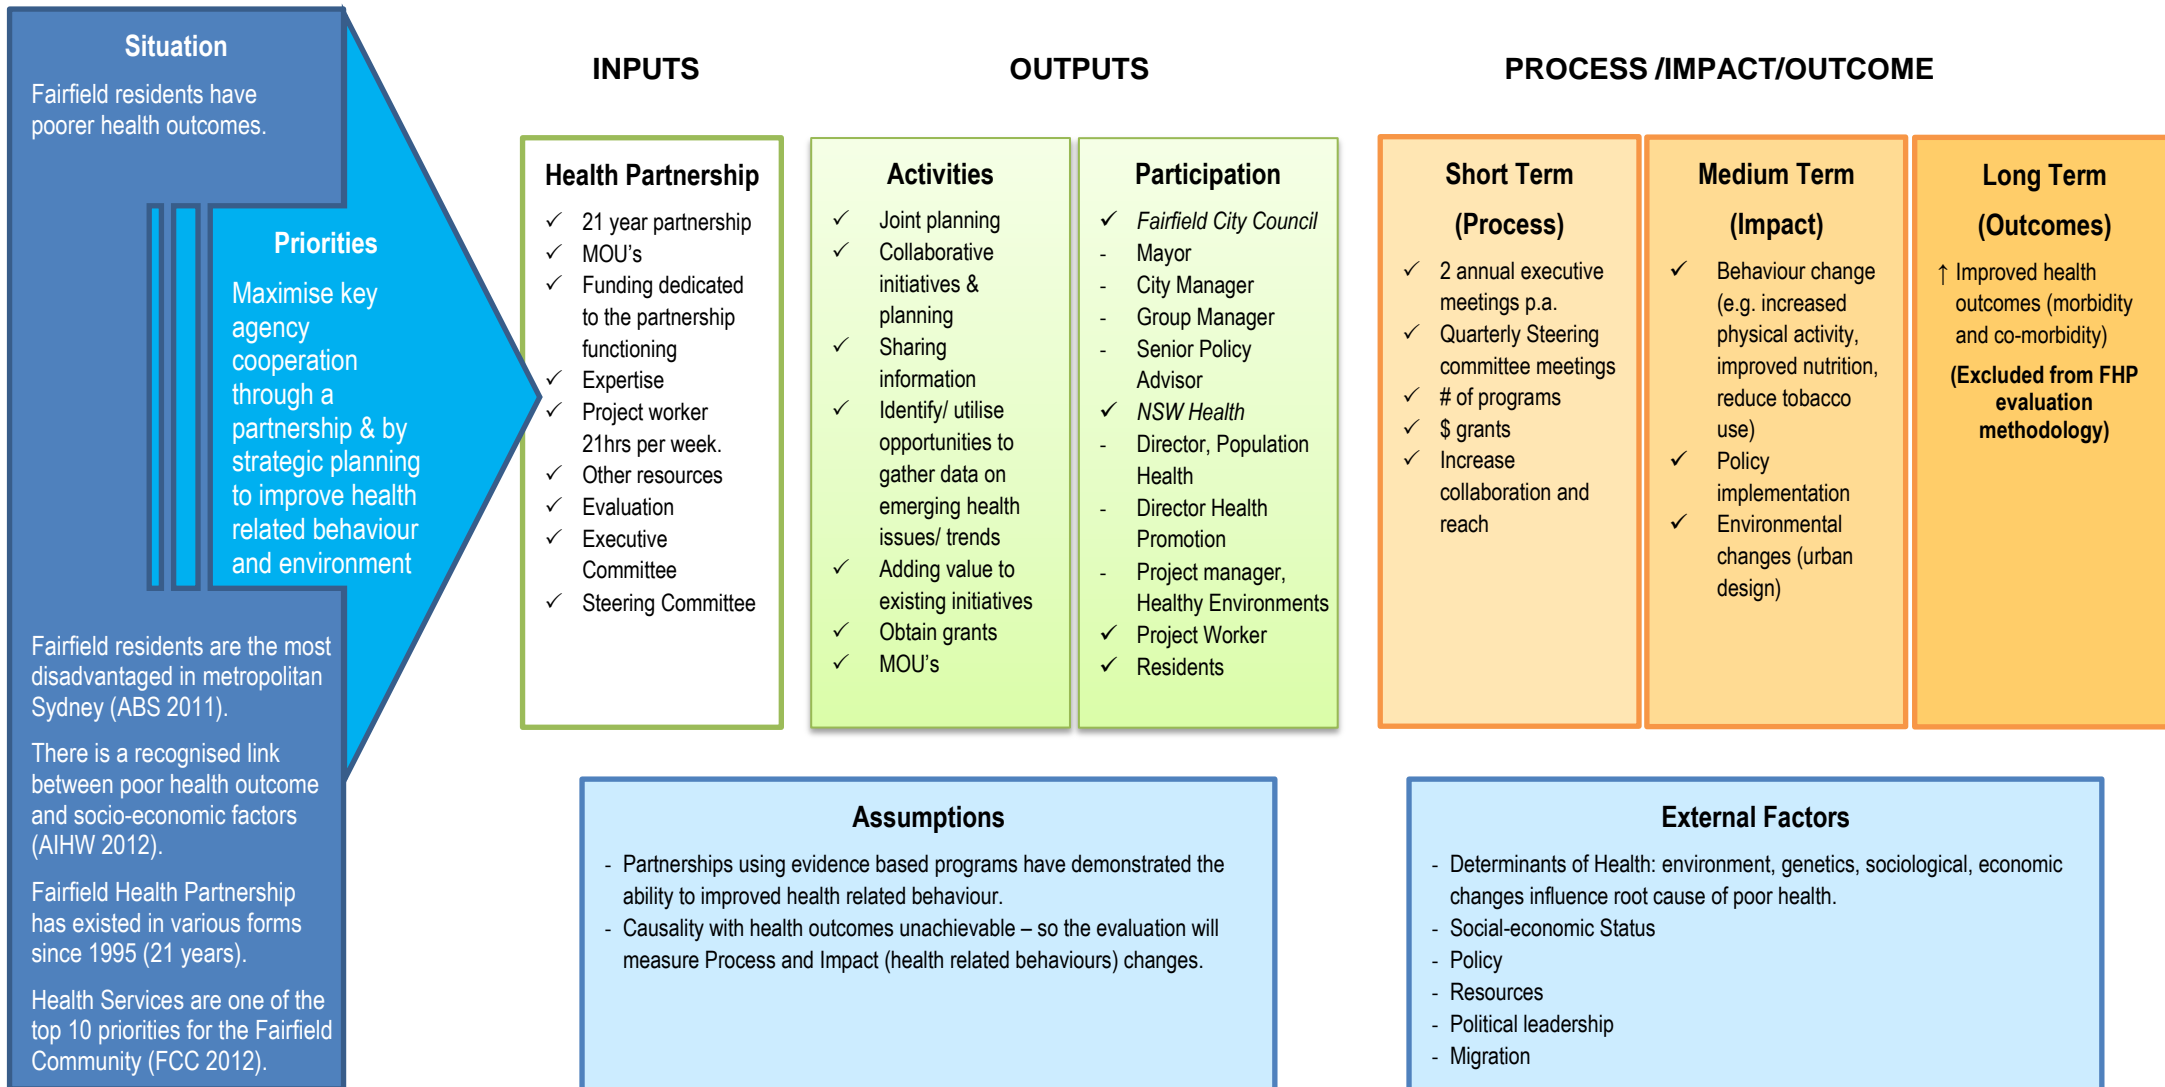 Situation
Fairfield residents have
poorer health outcomes.
Priorities
Maximise key
agency
cooperation
through a
partnership & by
strategic planning
to improve health
related behaviour
and environment
Fairfield residents are the most
disadvantaged in metropolitan
Sydney (ABS 2011).
There is a recognised link
between poor health outcome
and socio-economic factors
(AIHW 2012).
Fairfield Health Partnership
has existed in various forms
since 1995 (21 years).
Health Services are one of the
top 10 priorities for the Fairfield
Community (FCC 2012).
INPUTS
Health Partnership
✓ 21 year partnership
✓ MOU's
✓ Funding dedicated
to the partnership
functioning
✓ Expertise
✓ Project worker
21hrs per week.
✓ Other resources
✓ Evaluation
✓ Executive
Committee
✓ Steering Committee
OUTPUTS
Activities
✓ Joint planning
✓ Collaborative
initiatives &
planning
✓ Sharing
information
✓ Identify/ utilise
opportunities to
gather data on
emerging health
issues/ trends
✓ Adding value to
existing initiatives
✓ Obtain grants
✓ MOU's
Participation
✓ Fairfield City Council
- Mayor
- City Manager
- Group Manager
- Senior Policy
Advisor
✓ NSW Health
- Director, Population
Health
- Director Health
Promotion
- Project manager,
Healthy Environments
✓ Project Worker
✓ Residents
PROCESS /IMPACT/OUTCOME
Short Term
(Process)
✓ 2 annual executive
meetings p.a.
✓ Quarterly Steering
committee meetings
✓ # of programs
✓ $ grants
✓ Increase
collaboration and
reach
Medium Term
(Impact)
✓ Behaviour change
(e.g. increased
physical activity,
improved nutrition,
reduce tobacco
use)
✓ Policy
implementation
✓ Environmental
changes (urban
design)
Long Term
(Outcomes)
↑ Improved health
outcomes (morbidity
and co-morbidity)
(Excluded from FHP
evaluation
methodology)
Assumptions
- Partnerships using evidence based programs have demonstrated the
ability to improved health related behaviour.
- Causality with health outcomes unachievable – so the evaluation will
measure Process and Impact (health related behaviours) changes.
External Factors
- Determinants of Health: environment, genetics, sociological, economic
changes influence root cause of poor health.
- Social-economic Status
- Policy
- Resources
- Political leadership
- Migration